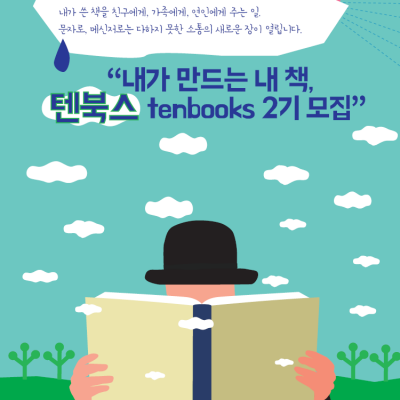 내가 쓴 책을 친구에게, 가족에게, 연인에게 주는 일.
문자로, 메신저로는 다하지 못한 소통의 새로운 장이 열립니다.
“내가 만드는 내 책,
텐북스 tenbooks 2기 모집”